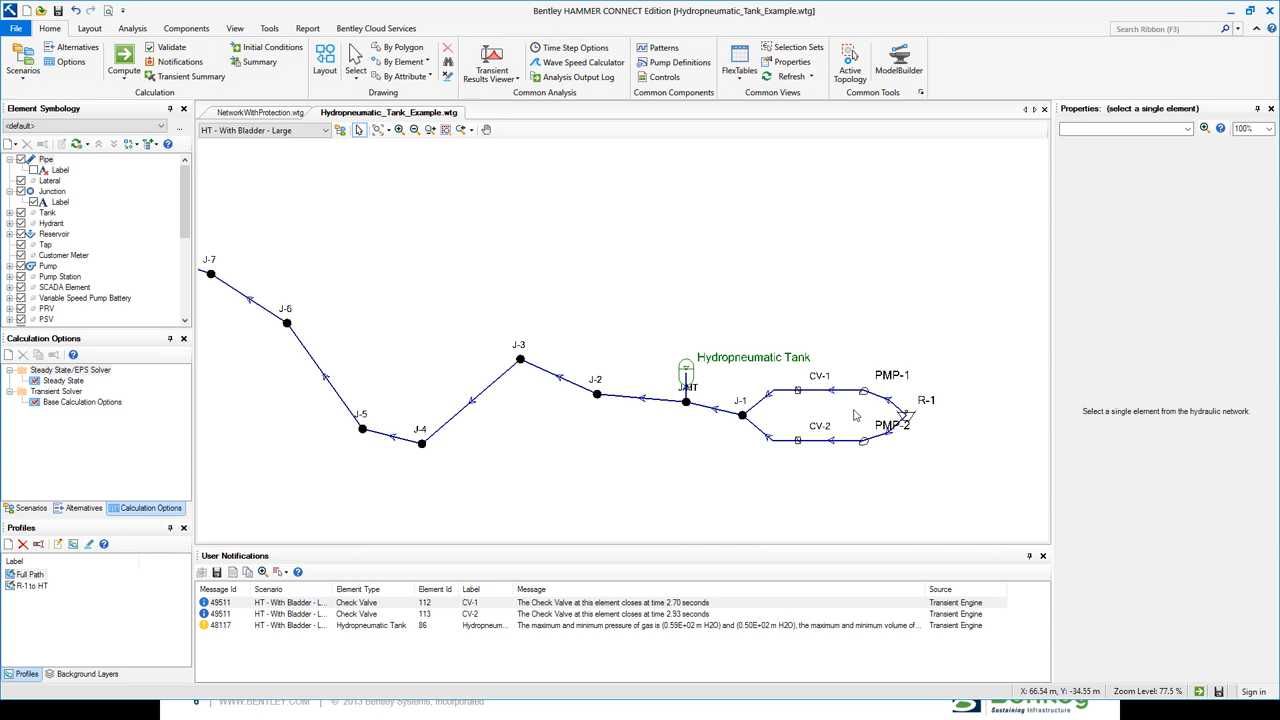 Bentley HAMMER CONNECT Edition [Hydropneumatic_Tank_Example.wtg]
File Home Layout Analysis Components View Tools Report Bentley Cloud Services Search Ribbon (F3)
Scenarios Alternatives Options Compute Validate Notifications Transient Summary Initial Conditions Summary Layout Select By Polygon By Element By Attribute Transient Results Viewer Time Step Options Wave Speed Calculator Analysis Output Log Patterns Pump Definitions Controls FlexTables Selection Sets Properties Refresh Active Topology ModelBuilder
Calculation Drawing Common Analysis Common Components Common Views Common Tools
Element Symbology
<default>
Pipe
Label
Lateral
Junction
Label
Tank
Hydrant
Reservoir
Tap
Customer Meter
Pump
Pump Station
SCADA Element
Variable Speed Pump Battery
PRV
PSV
Calculation Options
Steady State/EPS Solver
Steady State
Transient Solver
Base Calculation Options
Scenarios Alternatives Calculation Options
Profiles
Label
Full Path
R-1 to HT
Profiles Background Layers
NetworkWithProtection.wtg Hydropneumatic_Tank_Example.wtg
HT - With Bladder - Large
J-7
J-6
J-5
J-4
J-3
J-2
Hydropneumatic Tank
J-1
CV-1
PMP-1
R-1
CV-2
PMP-2
Properties: (select a single element)
100%
Select a single element from the hydraulic network.
User Notifications
Message Id Scenario Element Type Element Id Label Message Source
49511 HT - With Bladder - L... Check Valve 112 CV-1 The Check Valve at this element closes at time 2.70 seconds Transient Engine
49511 HT - With Bladder - L... Check Valve 113 CV-2 The Check Valve at this element closes at time 2.93 seconds Transient Engine
48117 HT - With Bladder - L... Hydropneumatic Tank 86 Hydropneum... The maximum and minimum pressure of gas is (0.59E+02 m H2O) and (0.50E+02 m H2O), the maximum and minimum volume of... Transient Engine
X: 66.54 m, Y: -34.55 m Zoom Level: 77.5 % Sign in
WWW.BENTLEY.COM © 2013 Bentley Systems, Incorporated
Sustaining Infrastructure